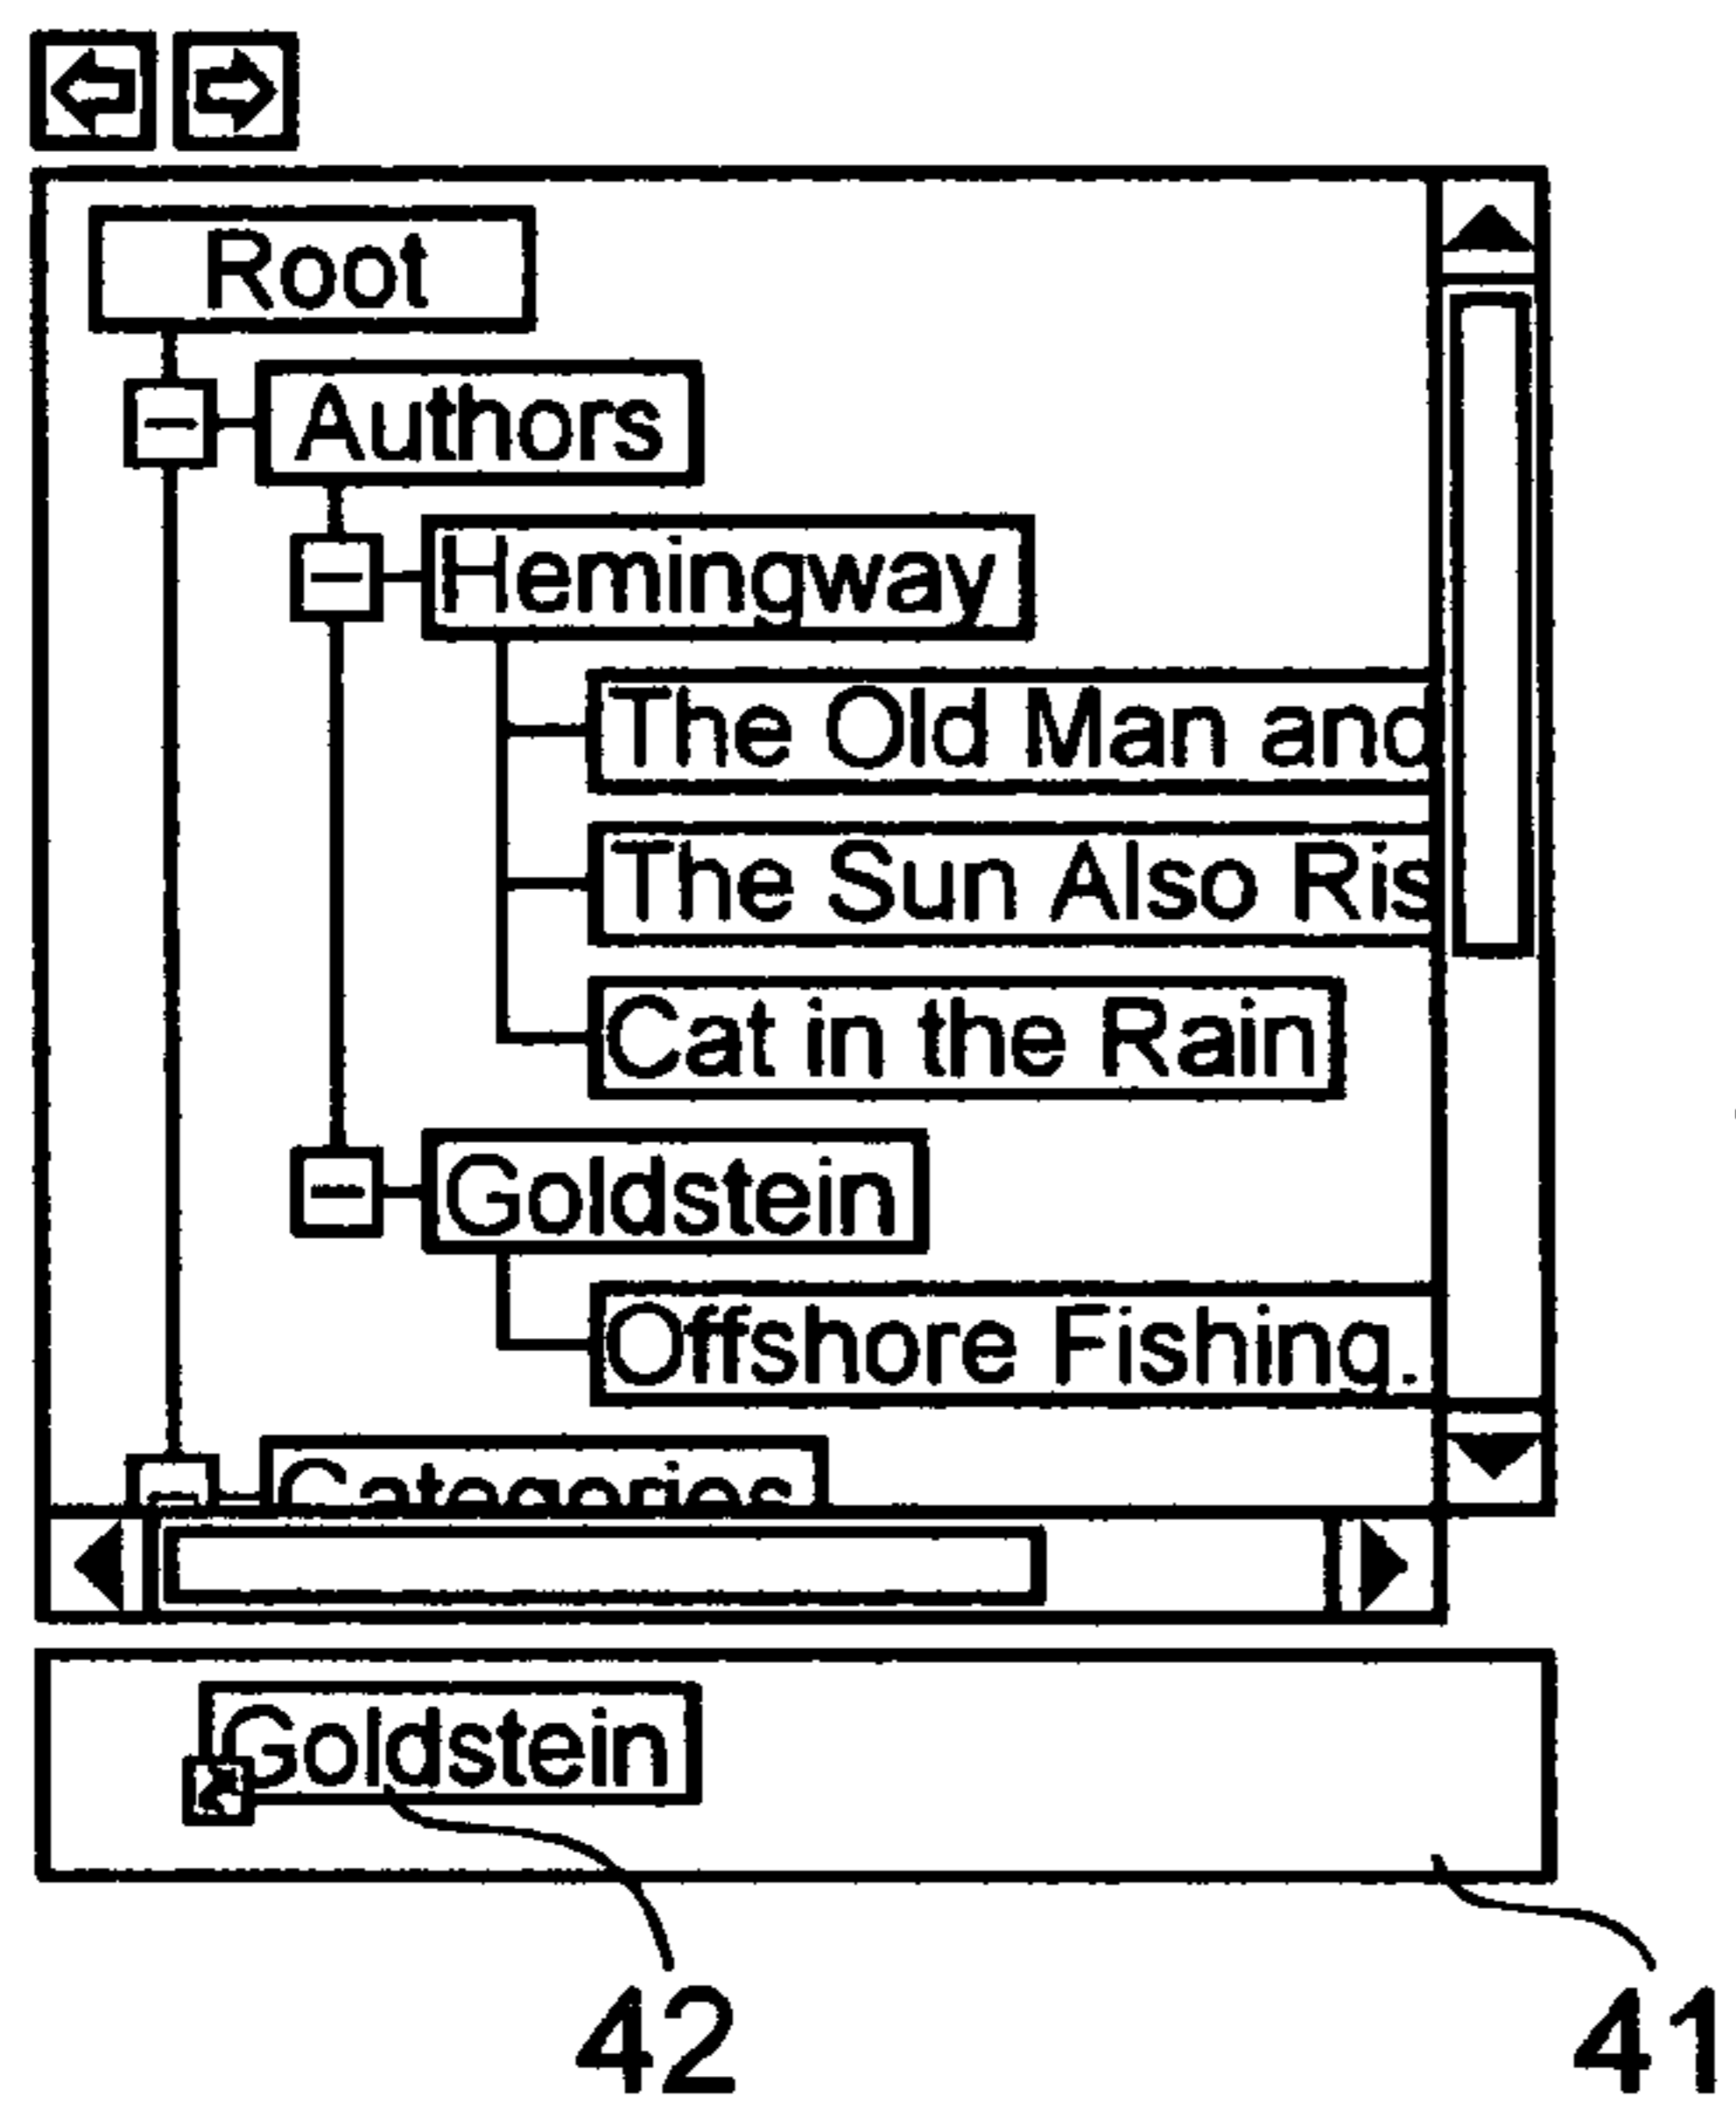 Root
Authors
Hemingway
The Old Man and
The Sun Also Ris
Cat in the Rain
Goldstein
Offshore Fishing.
Categories
Goldstein
42
41